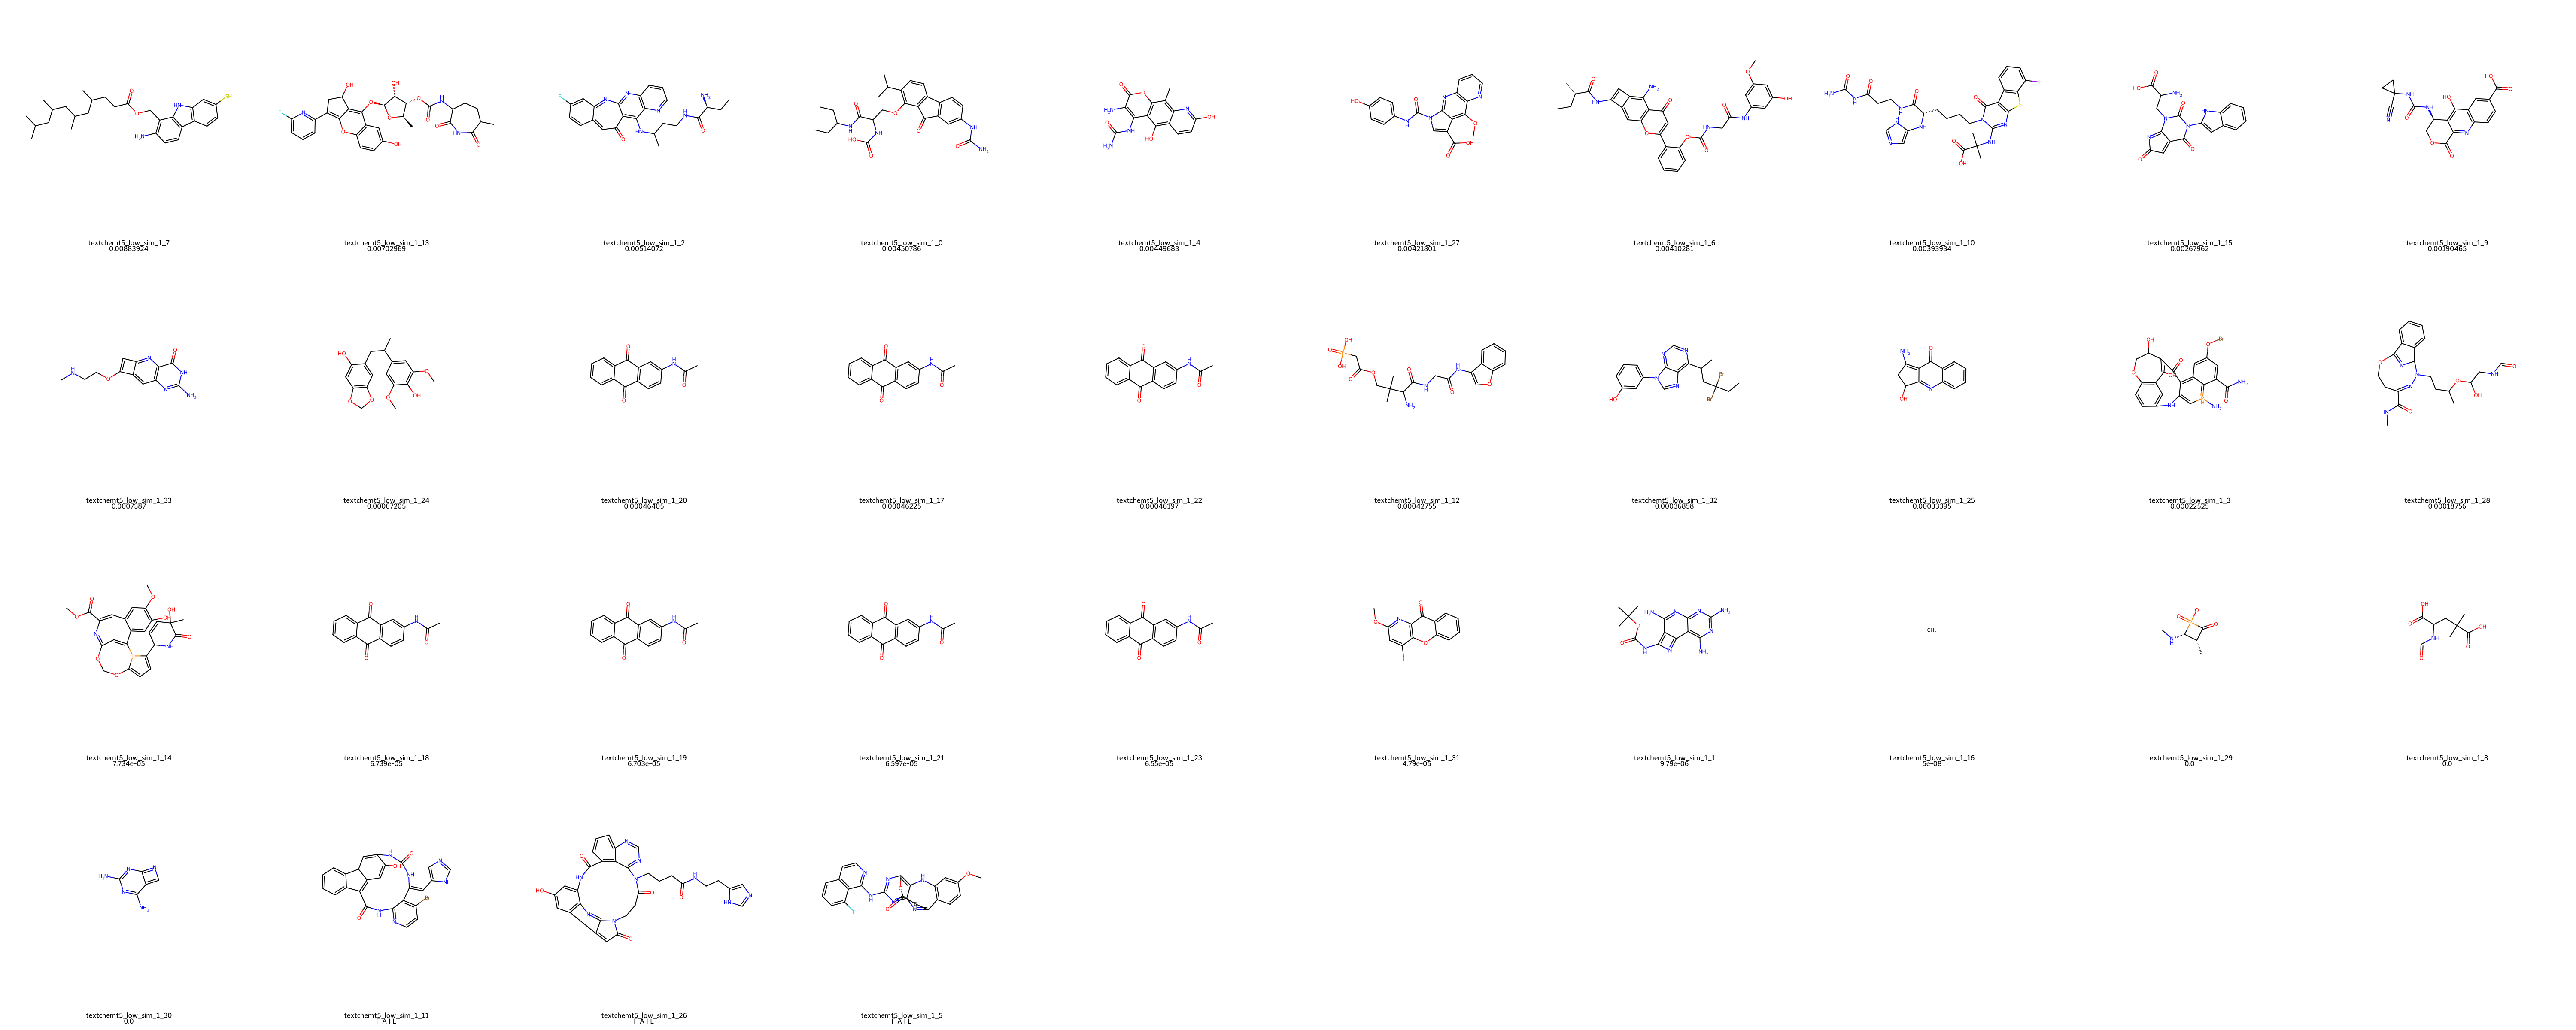 textchemt5_low_sim_1_7
0.00883924
textchemt5_low_sim_1_13
0.00702969
textchemt5_low_sim_1_2
0.00514072
textchemt5_low_sim_1_0
0.00450786
textchemt5_low_sim_1_4
0.00449683
textchemt5_low_sim_1_27
0.00421801
textchemt5_low_sim_1_6
0.00410281
textchemt5_low_sim_1_10
0.00393934
textchemt5_low_sim_1_15
0.00267962
textchemt5_low_sim_1_9
0.00190465
textchemt5_low_sim_1_33
0.0007387
textchemt5_low_sim_1_24
0.00067205
textchemt5_low_sim_1_20
0.00046405
textchemt5_low_sim_1_17
0.00046225
textchemt5_low_sim_1_22
0.00046197
textchemt5_low_sim_1_12
0.00042755
textchemt5_low_sim_1_32
0.00036858
textchemt5_low_sim_1_25
0.00033395
textchemt5_low_sim_1_3
0.00022525
textchemt5_low_sim_1_28
0.00018756
textchemt5_low_sim_1_14
7.734e-05
textchemt5_low_sim_1_18
6.739e-05
textchemt5_low_sim_1_19
6.703e-05
textchemt5_low_sim_1_21
6.597e-05
textchemt5_low_sim_1_23
6.55e-05
textchemt5_low_sim_1_31
4.79e-05
textchemt5_low_sim_1_1
9.79e-06
CH₄
textchemt5_low_sim_1_16
5e-08
textchemt5_low_sim_1_29
0.0
textchemt5_low_sim_1_8
0.0
textchemt5_low_sim_1_30
0.0
textchemt5_low_sim_1_11
F A I L
textchemt5_low_sim_1_26
F A I L
textchemt5_low_sim_1_5
F A I L